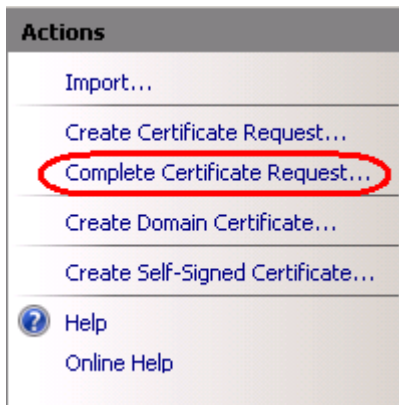 Actions
Import...
Create Certificate Request...
Complete Certificate Request...
Create Domain Certificate...
Create Self-Signed Certificate...
Help
Online Help